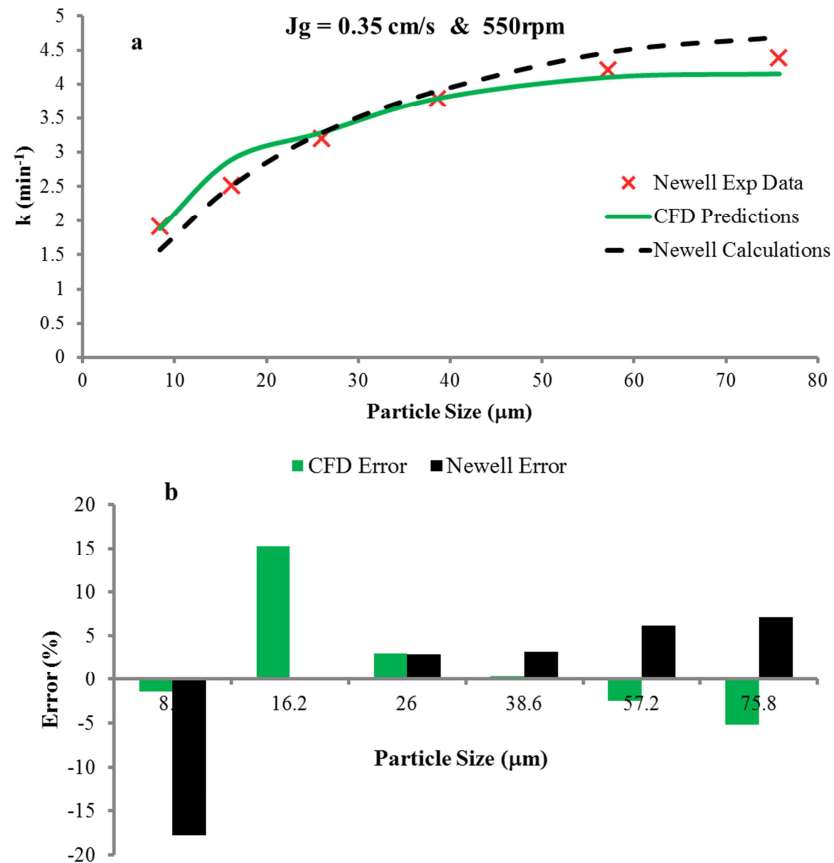 Jg = 0.35 cm/s & 550rpm
a
5
4.5
4
3.5
3
2.5
2
1.5
1
0.5
0
k (min⁻¹)
Newell Exp Data
CFD Predictions
Newell Calculations
0 10 20 30 40 50 60 70 80
Particle Size (μm)
CFD Error Newell Error
b
20
15
10
5
0
-5
-10
-15
-20
Error (%)
16.2 26 38.6 57.2 75.8
Particle Size (μm)